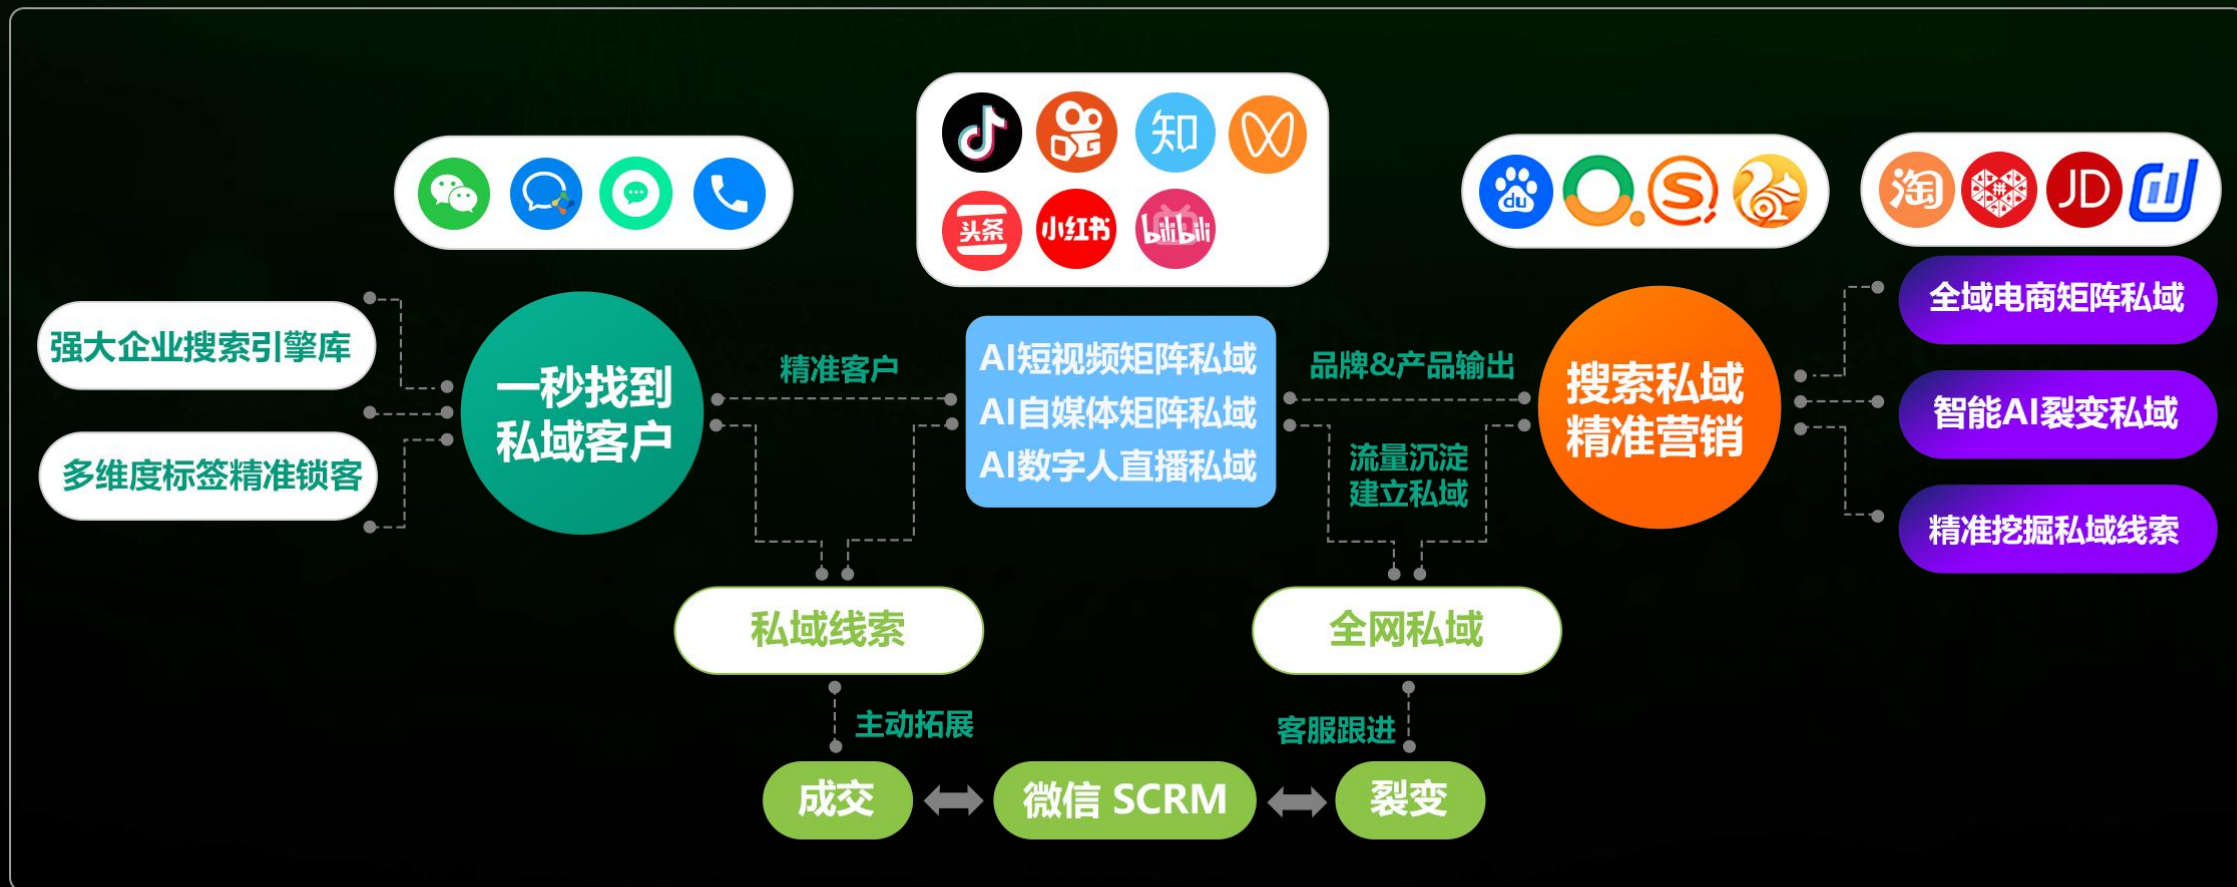 知
头条
小红书
bilibili
du
S
淘
拼
JD
强大企业搜索引擎库
多维度标签精准锁客
一秒找到
私域客户
精准客户
AI短视频矩阵私域
AI自媒体矩阵私域
AI数字人直播私域
品牌&产品输出
流量沉淀
建立私域
搜索私域
精准营销
全域电商矩阵私域
智能AI裂变私域
精准挖掘私域线索
私域线索
全网私域
主动拓展
客服跟进
成交
微信 SCRM
裂变